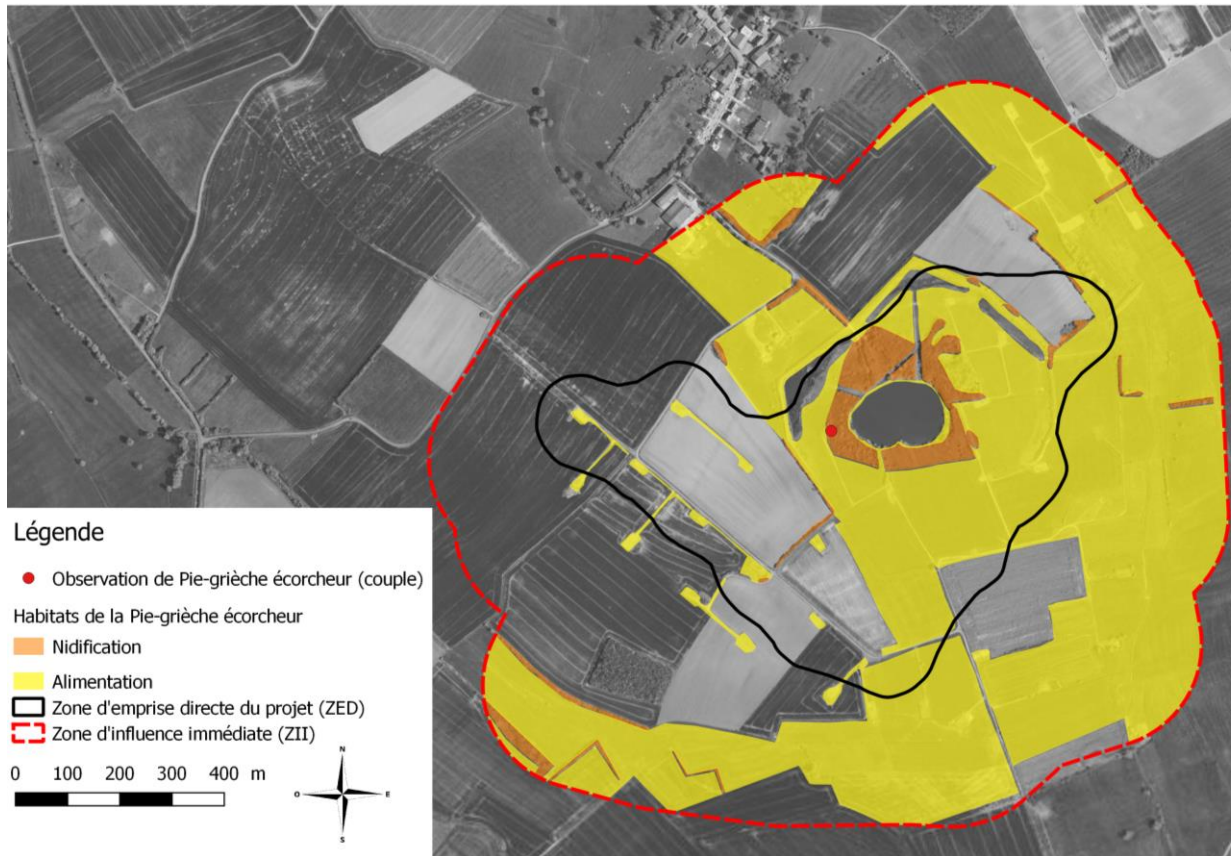 Légende
Observation de Pie-grièche écorcheur (couple)
Habitats de la Pie-grièche écorcheur
Nidification
Alimentation
Zone d'emprise directe du projet (ZED)
Zone d'influence immédiate (ZII)
0 100 200 300 400 m
N
O E
S